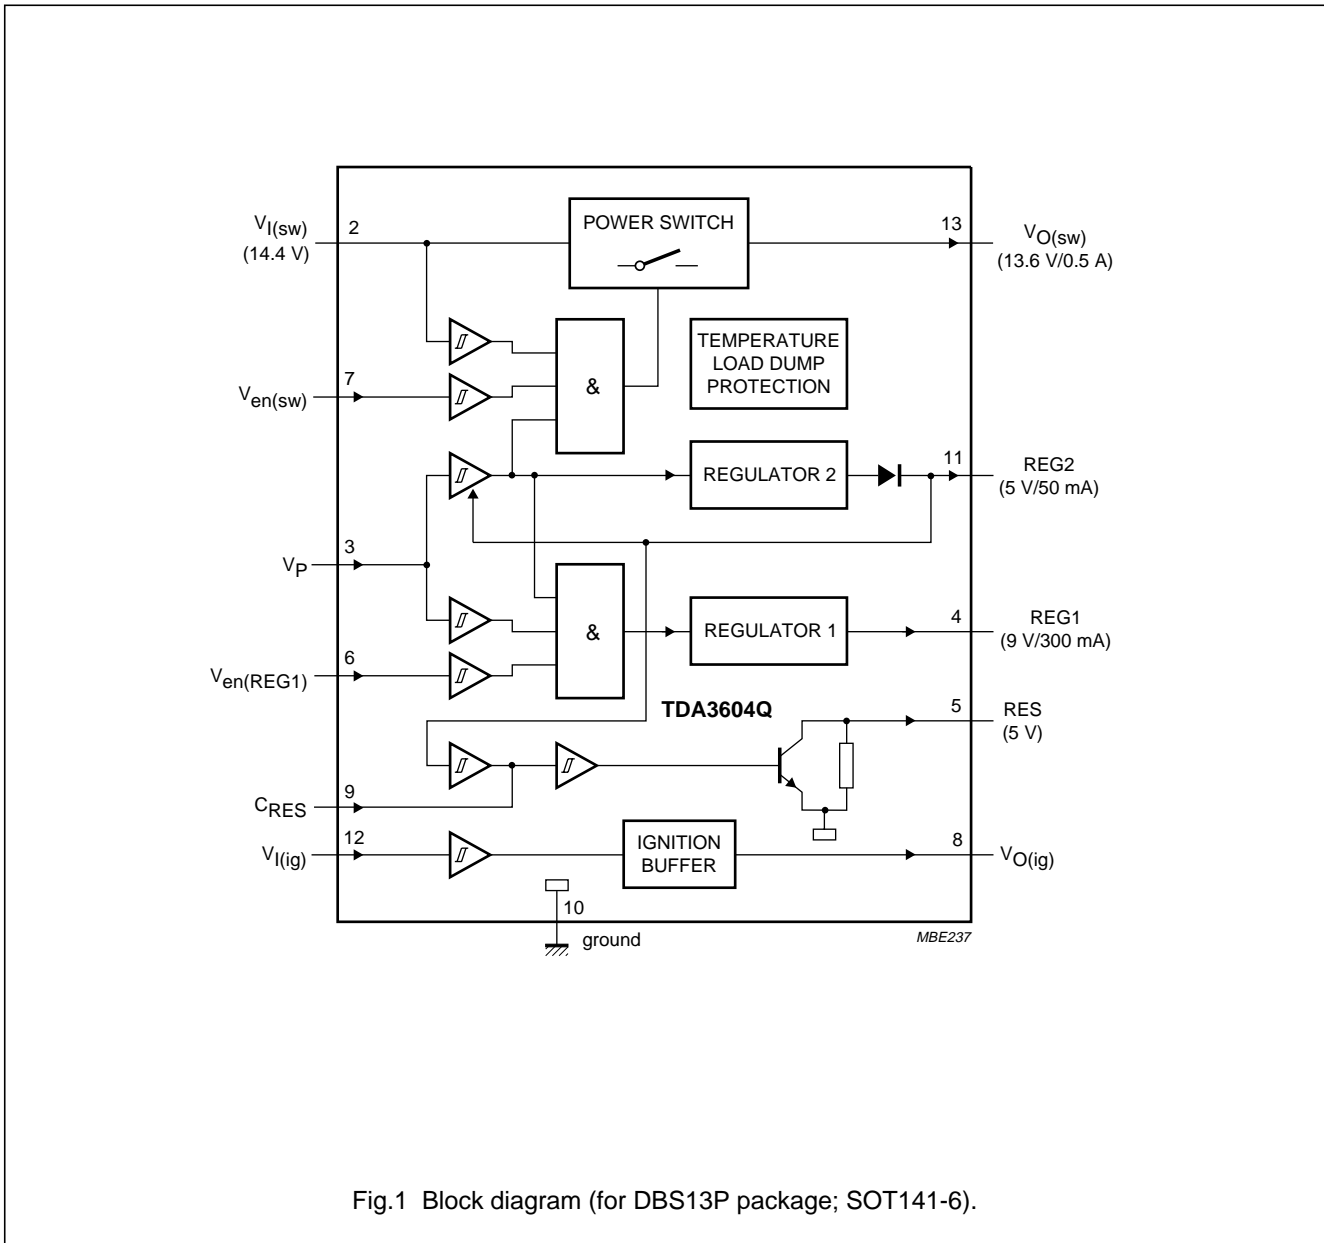 V_I(sw)
(14.4 V)
2
POWER SWITCH
13
V_O(sw)
(13.6 V/0.5 A)
TEMPERATURE
LOAD DUMP
PROTECTION
7
V_en(sw)
&
REGULATOR 2
11
REG2
(5 V/50 mA)
3
V_P
&
REGULATOR 1
4
REG1
(9 V/300 mA)
6
V_en(REG1)
TDA3604Q
5
RES
(5 V)
9
C_RES
12
V_I(ig)
IGNITION
BUFFER
8
V_O(ig)
10
ground
MBE237
Fig.1 Block diagram (for DBS13P package; SOT141-6).